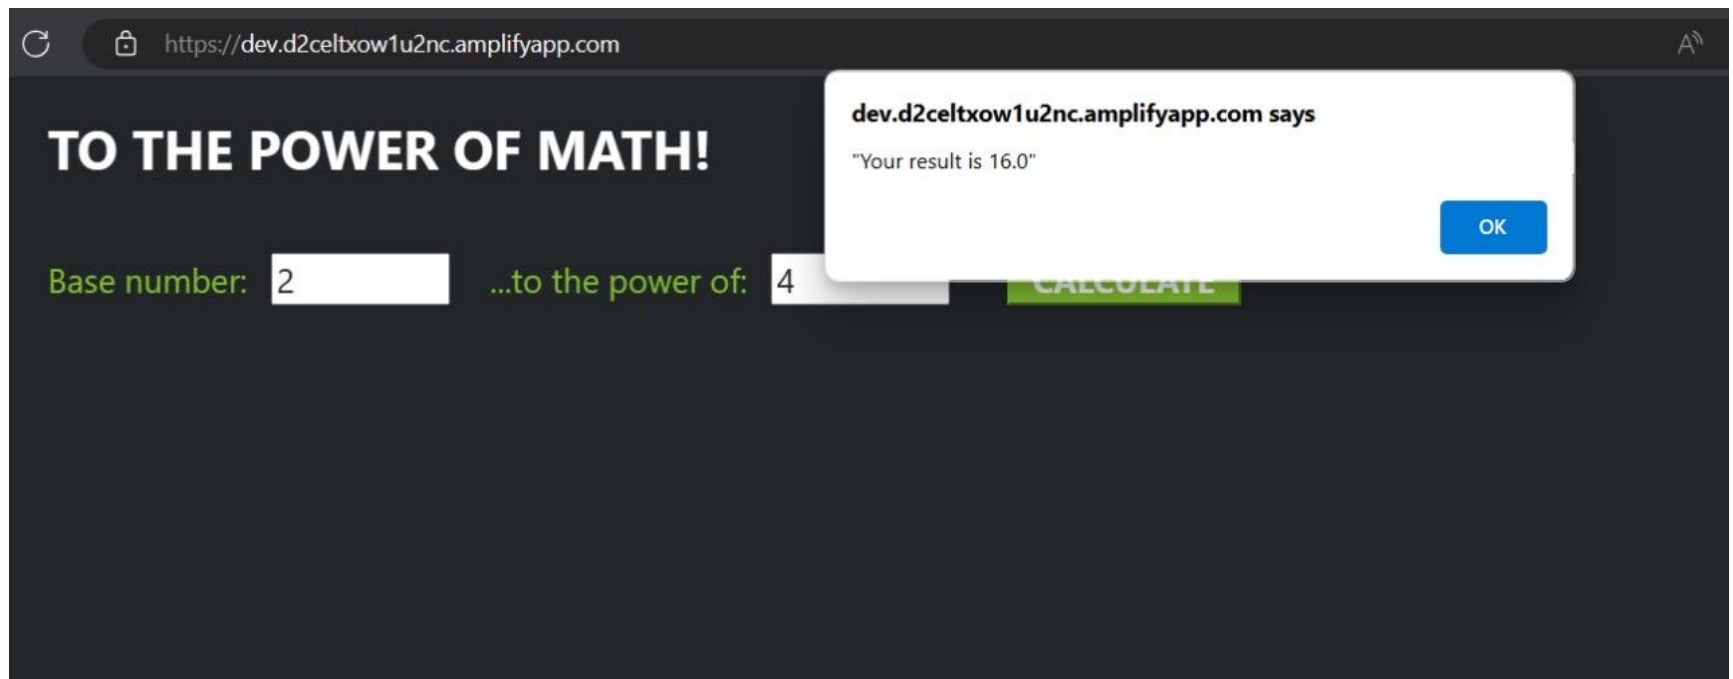 https://dev.d2celtxow1u2nc.amplifyapp.com
A
dev.d2celtxow1u2nc.amplifyapp.com says
"Your result is 16.0"
OK
TO THE POWER OF MATH!
Base number: 2 ...to the power of: 4 CALCULATE